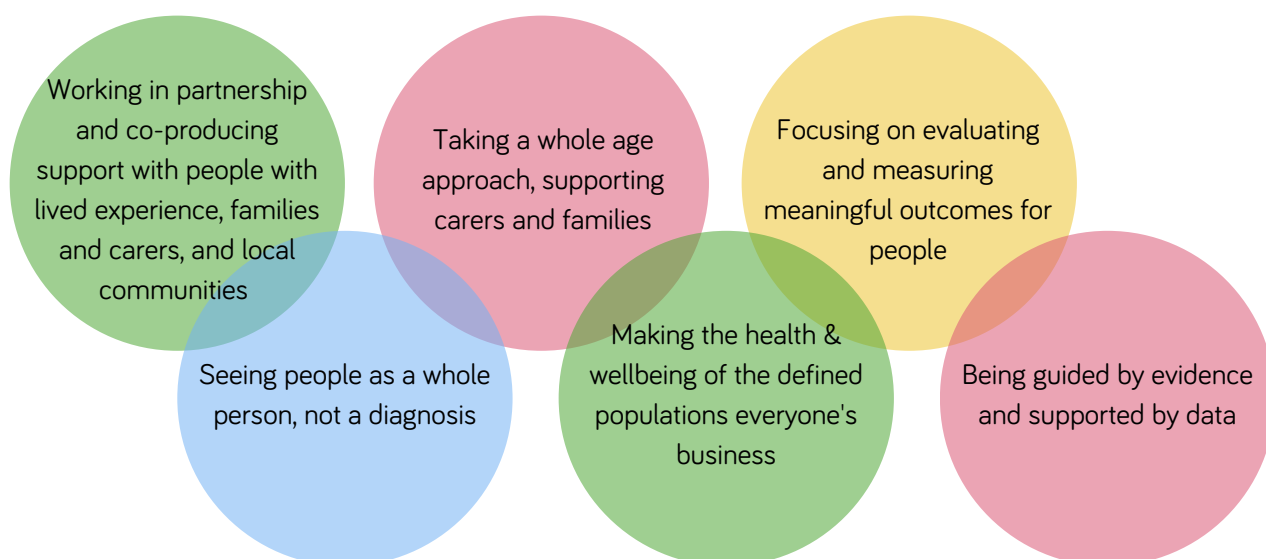 Working in partnership
and co-producing
support with people with
lived experience, families
and carers, and local
communities
Seeing people as a whole
person, not a diagnosis
Taking a whole age
approach, supporting
carers and families
Making the health &
wellbeing of the defined
populations everyone's
business
Focusing on evaluating
and measuring
meaningful outcomes for
people
Being guided by evidence
and supported by data